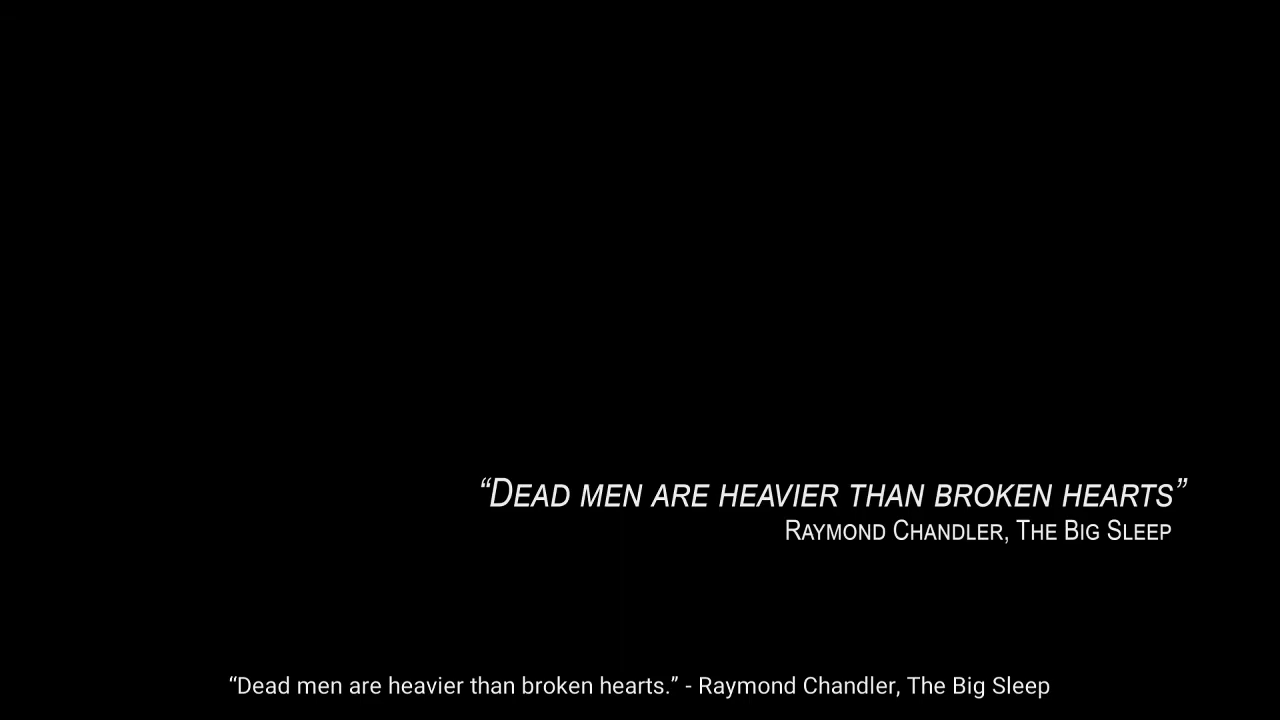 “Dead men are heavier than broken hearts”
Raymond Chandler, The Big Sleep
“Dead men are heavier than broken hearts.” - Raymond Chandler, The Big Sleep